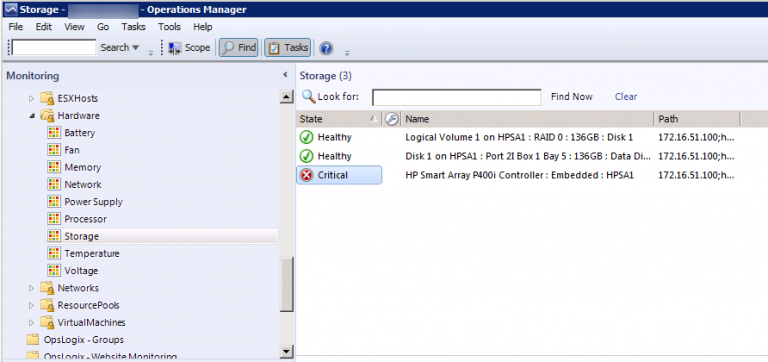 Storage - - Operations Manager
File Edit View Go Tasks Tools Help
Search Scope Find Tasks
Monitoring
ESXHosts
Hardware
Battery
Fan
Memory
Network
Power Supply
Processor
Storage
Temperature
Voltage
Networks
ResourcePools
VirtualMachines
OpsLogix - Groups
OpsLogix - Website Monitoring
Storage (3)
Look for: Find Now Clear
State Name Path
Healthy Logical Volume 1 on HPSA1 : RAID 0 : 136GB : Disk 1 172.16.51.100;h...
Healthy Disk 1 on HPSA1 : Port 2I Box 1 Bay 5 : 136GB : Data Di... 172.16.51.100;h...
Critical HP Smart Array P400i Controller : Embedded : HPSA1 172.16.51.100;h...